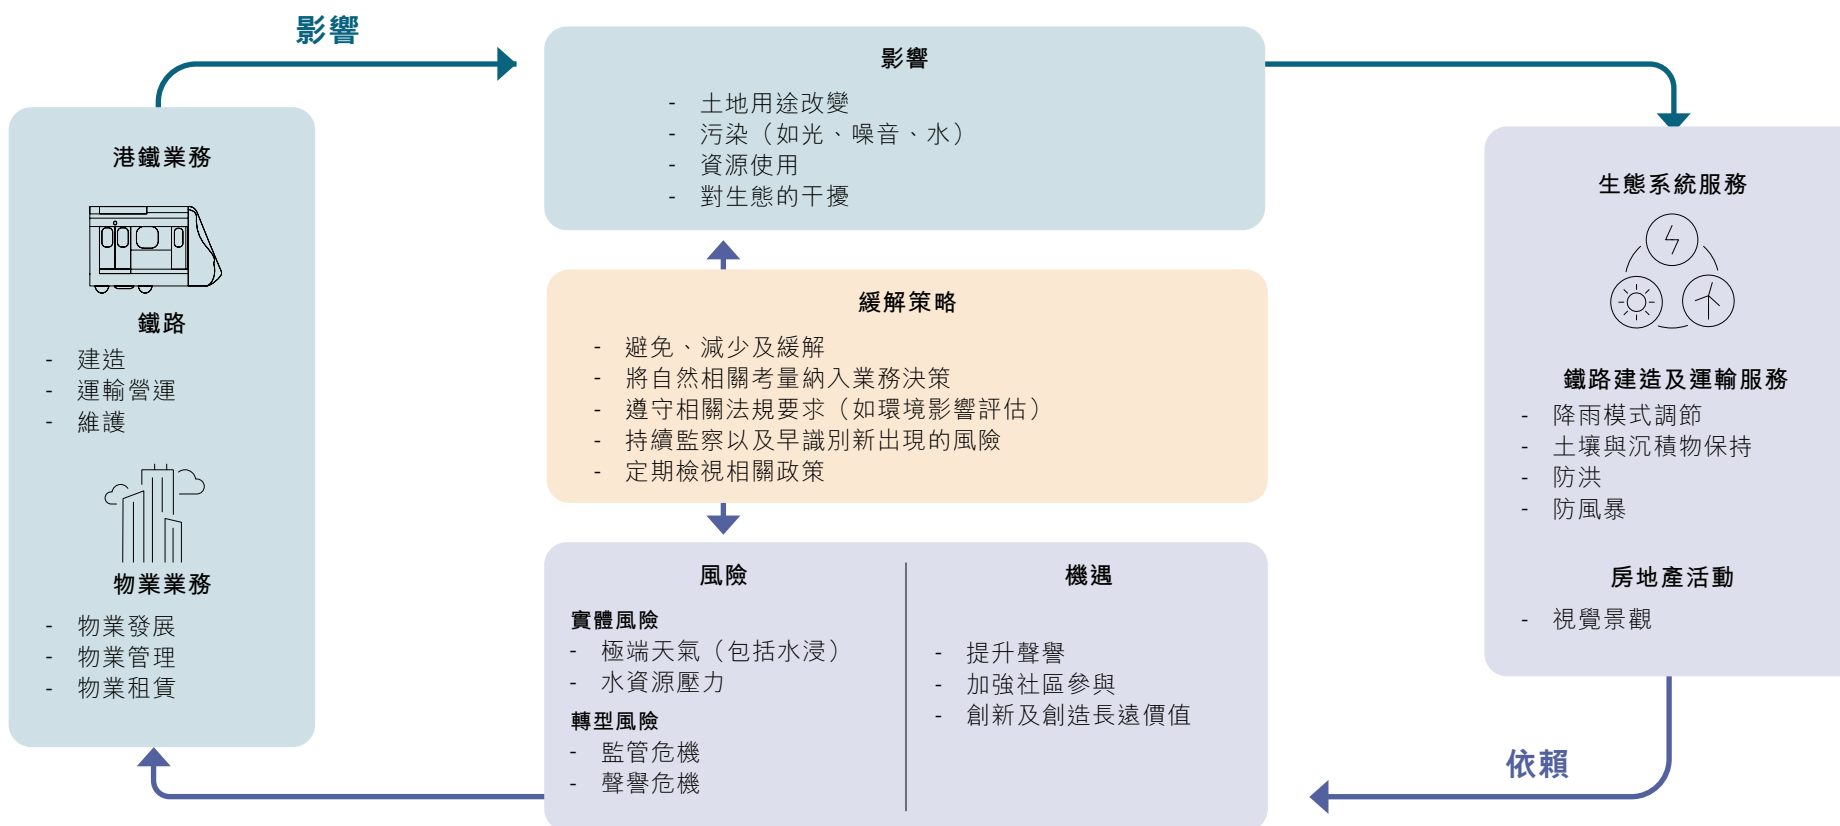 影響
港鐵業務
鐵路
- 建造
- 運輸營運
- 維護
物業業務
- 物業發展
- 物業管理
- 物業租賃
影響
- 土地用途改變
- 污染（如光、噪音、水）
- 資源使用
- 對生態的干擾
緩解策略
- 避免、減少及緩解
- 將自然相關考量納入業務決策
- 遵守相關法規要求（如環境影響評估）
- 持續監察以及早識別新出現的風險
- 定期檢視相關政策
風險
實體風險
- 極端天氣（包括水浸）
- 水資源壓力
轉型風險
- 監管危機
- 聲譽危機
機遇
- 提升聲譽
- 加強社區參與
- 創新及創造長遠價值
生態系統服務
鐵路建造及運輸服務
- 降雨模式調節
- 土壤與沉積物保持
- 防洪
- 防風暴
房地產活動
- 視覺景觀
依賴